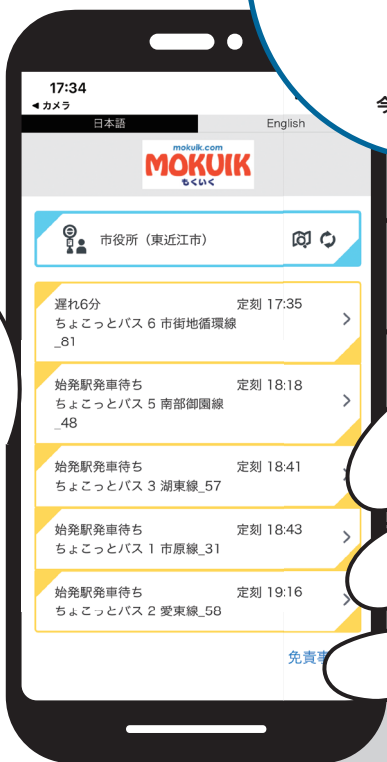 17:34
◀ カメラ
日本語 English
mokuik.com
MOKUIK
もくいく
市役所（東近江市）
遅れ6分 定刻 17:35
ちょこっとバス 6 市街地循環線
_81
始発駅発車待ち 定刻 18:18
ちょこっとバス 5 南部御園線
_48
始発駅発車待ち 定刻 18:41
ちょこっとバス 3 湖東線_57
始発駅発車待ち 定刻 18:43
ちょこっとバス 1 市原線_31
始発駅発車待ち 定刻 19:16
ちょこっとバス 2 愛東線_58
免責